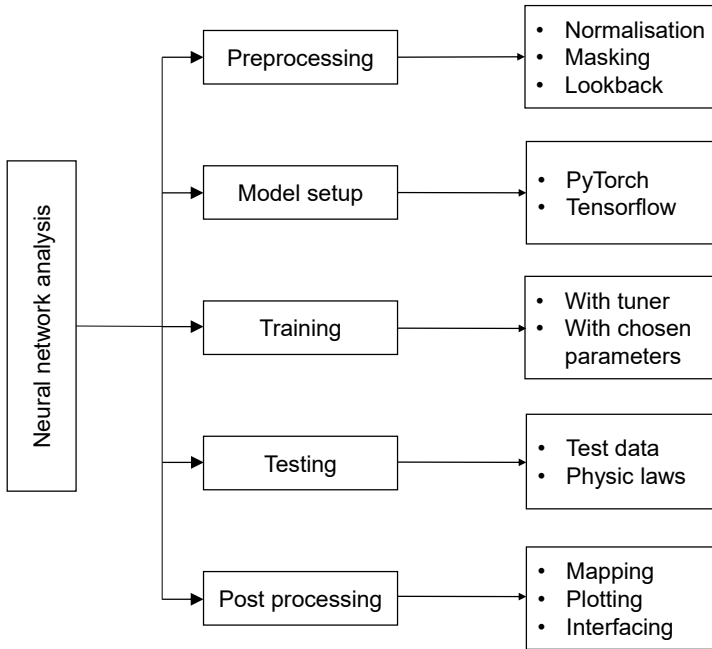 Neural network analysis
Preprocessing
• Normalisation
• Masking
• Lookback
Model setup
• PyTorch
• Tensorflow
Training
• With tuner
• With chosen
parameters
Testing
• Test data
• Physic laws
Post processing
• Mapping
• Plotting
• Interfacing